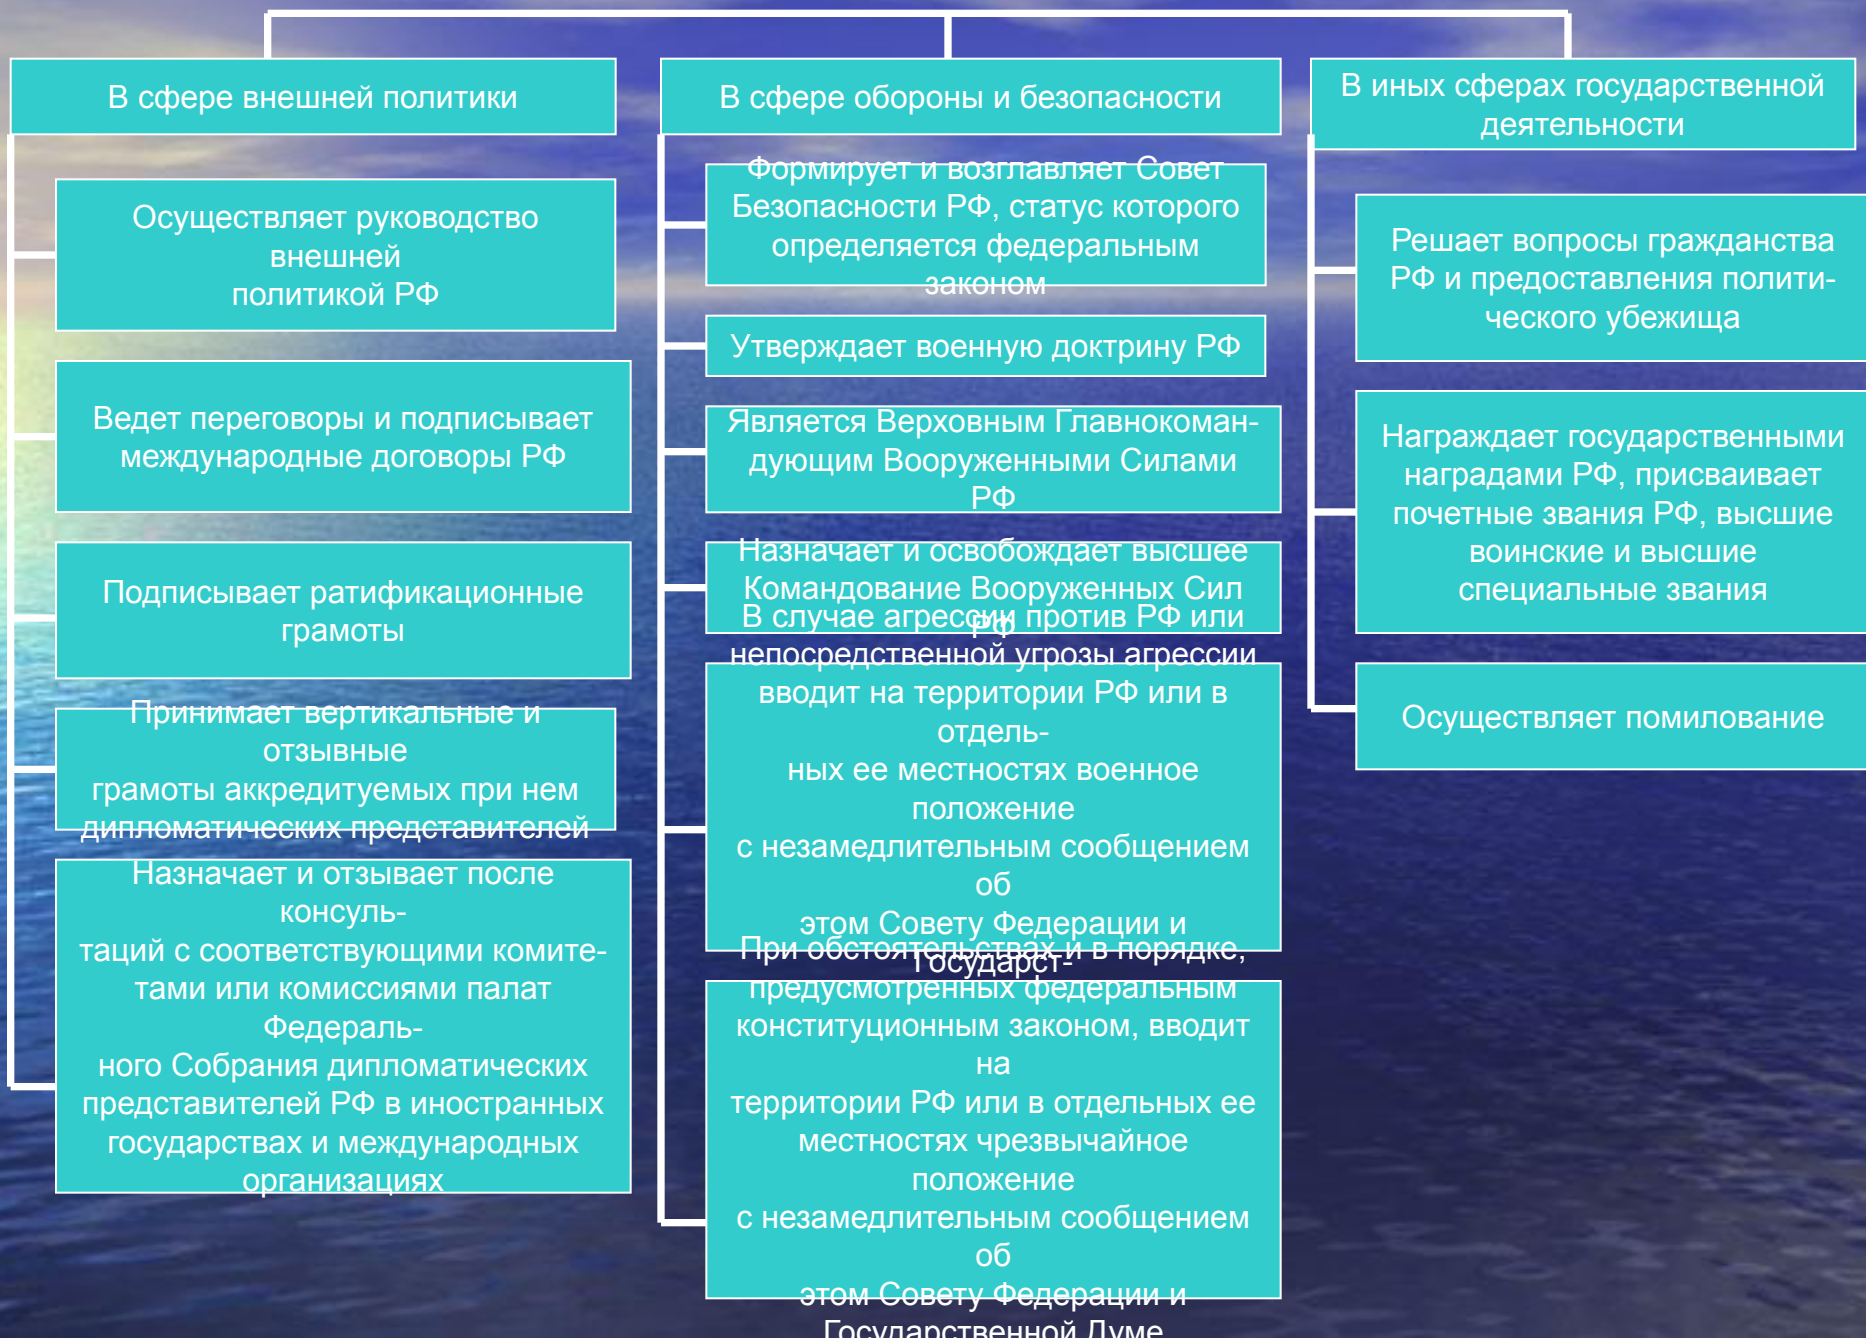 В сфере внешней политики
Осуществляет руководство
внешней
политикой РФ
Ведет переговоры и подписывает
международные договоры РФ
Подписывает ратификационные
грамоты
Принимает вертикальные и
отзывные
грамоты аккредитуемых при нем
дипломатических представителей
Назначает и отзывает после
консуль-
таций с соответствующими комите-
тами или комиссиями палат
Федераль-
ного Собрания дипломатических
представителей РФ в иностранных
государствах и международных
организациях
В сфере обороны и безопасности
Формирует и возглавляет Совет
Безопасности РФ, статус которого
определяется федеральным
законом
Утверждает военную доктрину РФ
Является Верховным Главнокоман-
дующим Вооруженными Силами
РФ
Назначает и освобождает высшее
Командование Вооруженных Сил
РФ
В случае агрессии против РФ или
непосредственной угрозы агрессии
вводит на территории РФ или в
отдель-
ных ее местностях военное
положение
с незамедлительным сообщением
об
этом Совету Федерации и
Государст-
При обстоятельствах и в порядке,
предусмотренных федеральным
конституционным законом, вводит
на
территории РФ или в отдельных ее
местностях чрезвычайное
положение
с незамедлительным сообщением
об
этом Совету Федерации и
Государственной Думе
В иных сферах государственной
деятельности
Решает вопросы гражданства
РФ и предоставления полити-
ческого убежища
Награждает государственными
наградами РФ, присваивает
почетные звания РФ, высшие
воинские и высшие
специальные звания
Осуществляет помилование